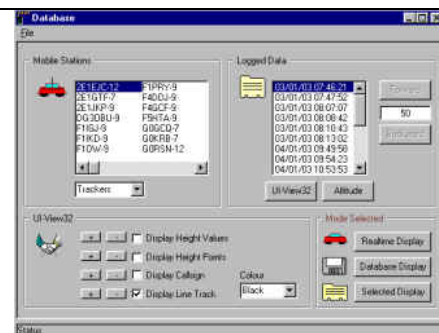 Database
File
Mobile Stations
2E1EJC-12 F1PRY-9
2E1GTF-7 F4DDJ-9
2E1JKP-9 F4GCF-9
DG3DBU-9 F5HTA-9
F1IGJ-9 G0GCQ-7
F1IKD-9 G0KRB-7
F1OW-9 G0RSN-12
Trackers
Logged Data
03/01/03 07:46:21
03/01/03 07:47:52
03/01/03 08:07:07
03/01/03 08:08:42
03/01/03 08:10:43
03/01/03 08:13:02
04/01/03 09:49:56
04/01/03 09:54:23
04/01/03 10:53:53
Forward
50
Backward
UI-View32 Altitude
UI-View32
+ - Display Height Values
+ - Display Height Points
+ - Display Callsign
+ - Display Line Track
Colour
Black
Mode Selected
Realtime Display
Database Display
Selected Display
Status